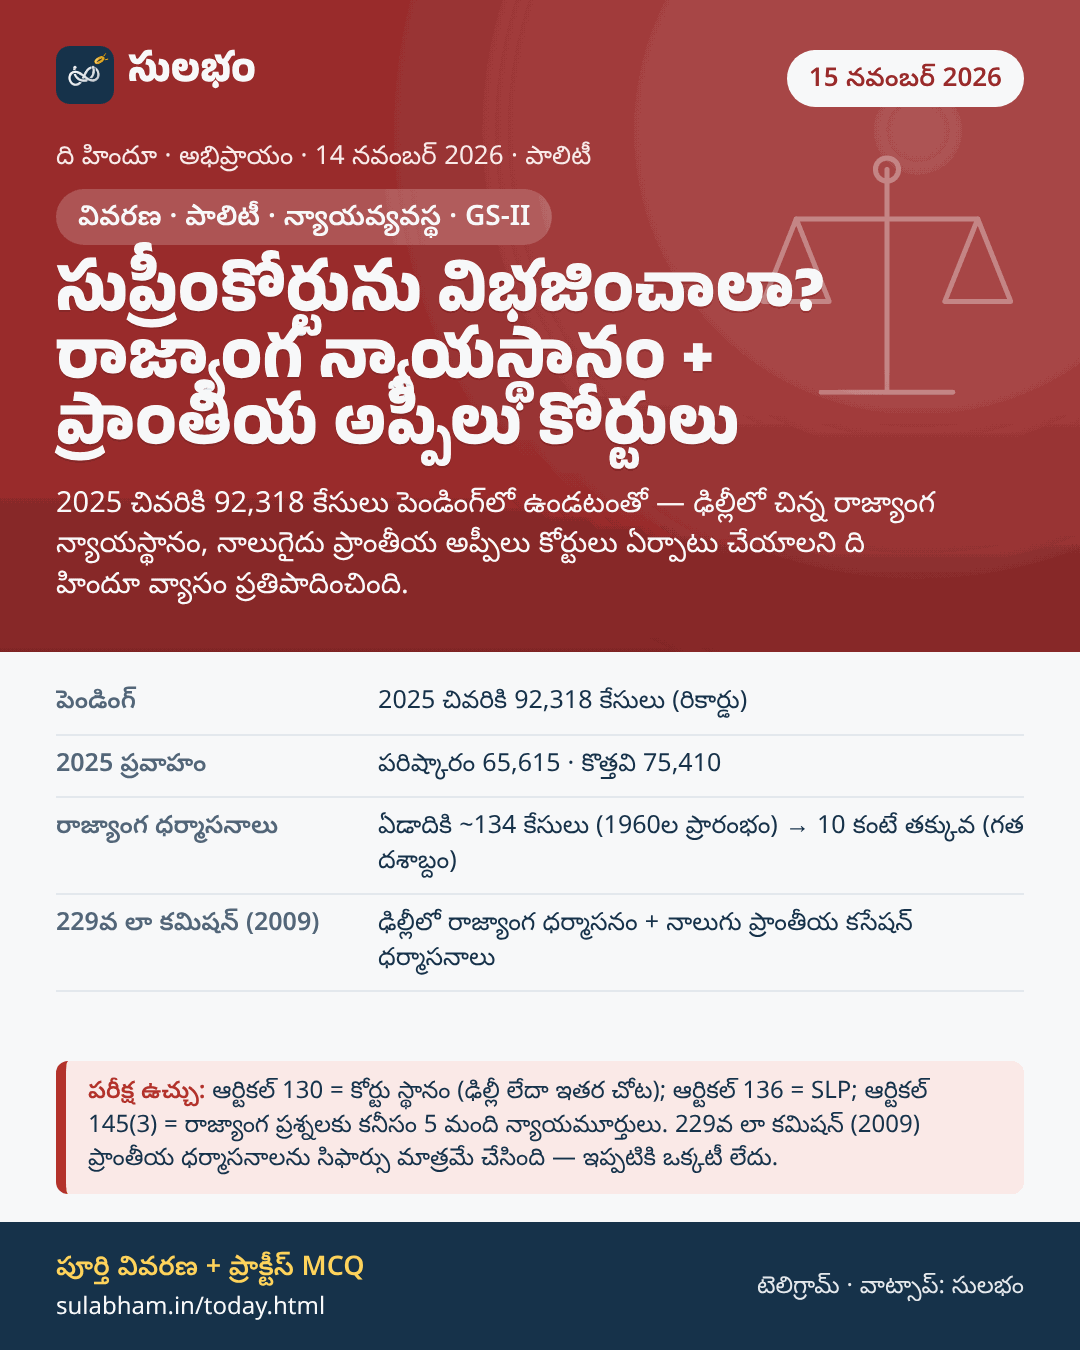 సులభం
15 నవంబర్ 2026
ది హిందూ · అభిప్రాయం · 14 నవంబర్ 2026 · పాలిటీ
వివరణ · పాలిటీ · న్యాయవ్యవస్థ · GS-II
సుప్రీంకోర్టును విభజించాలా?
రాజ్యాంగ న్యాయస్థానం +
ప్రాంతీయ అప్పీలు కోర్టులు
2025 చివరికి 92,318 కేసులు పెండింగ్‌లో ఉండటంతో — ఢిల్లీలో చిన్న రాజ్యాంగ
న్యాయస్థానం, నాలుగైదు ప్రాంతీయ అప్పీలు కోర్టులు ఏర్పాటు చేయాలని ది
హిందూ వ్యాసం ప్రతిపాదించింది.
పెండింగ్
2025 చివరికి 92,318 కేసులు (రికార్డు)
2025 ప్రవాహం
పరిష్కారం 65,615 · కొత్తవి 75,410
రాజ్యాంగ ధర్మాసనాలు
ఏడాదికి ~134 కేసులు (1960ల ప్రారంభం) → 10 కంటే తక్కువ (గత
దశాబ్దం)
229వ లా కమిషన్ (2009)
ఢిల్లీలో రాజ్యాంగ ధర్మాసనం + నాలుగు ప్రాంతీయ కసేషన్
ధర్మాసనాలు
పరీక్ష ఉచ్చు: ఆర్టికల్ 130 = కోర్టు స్థానం (ఢిల్లీ లేదా ఇతర చోట); ఆర్టికల్ 136 = SLP; ఆర్టికల్
145(3) = రాజ్యాంగ ప్రశ్నలకు కనీసం 5 మంది న్యాయమూర్తులు. 229వ లా కమిషన్ (2009)
ప్రాంతీయ ధర్మాసనాలను సిఫార్సు మాత్రమే చేసింది — ఇప్పటికి ఒక్కటీ లేదు.
పూర్తి వివరణ + ప్రాక్టీస్ MCQ
sulabham.in/today.html
టెలిగ్రామ్ · వాట్సాప్: సులభం